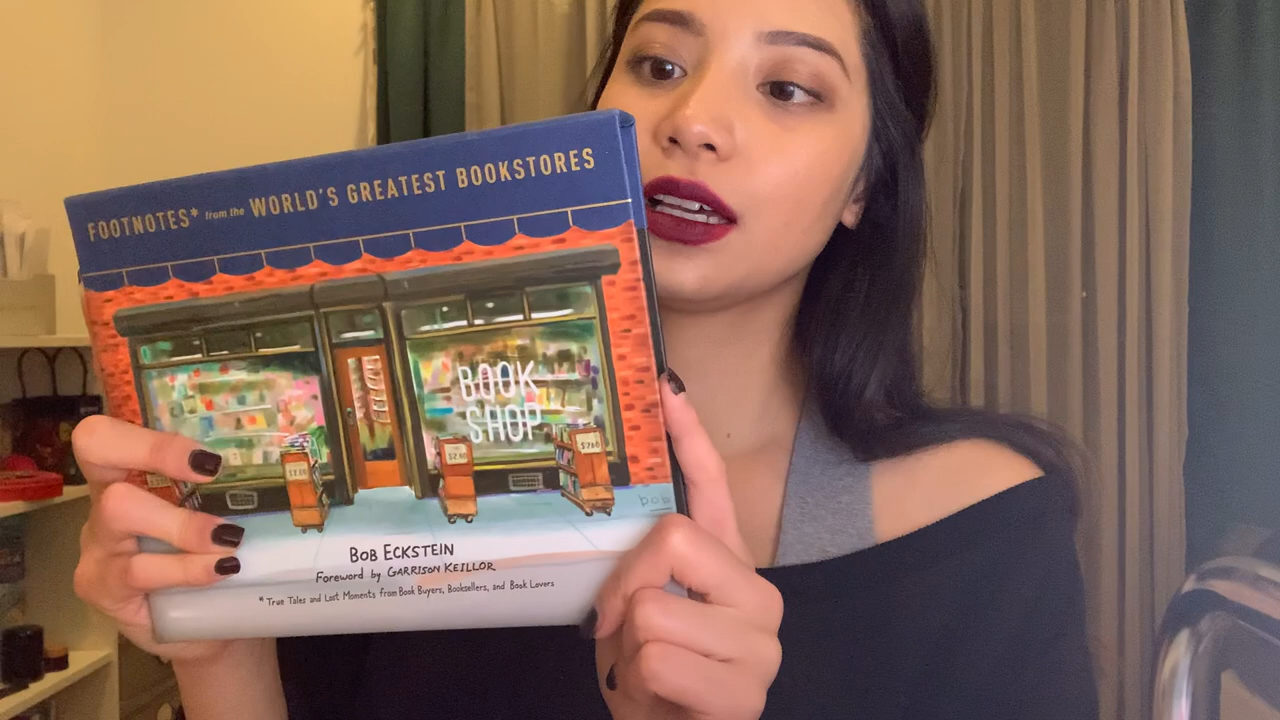 FOOTNOTES* from the WORLD'S GREATEST BOOKSTORES
BOOK
SHOP
$2.00
bob
BOB ECKSTEIN
Foreword by GARRISON KEILLOR
* True Tales and Lost Moments from Book Buyers, Booksellers, and Book Lovers